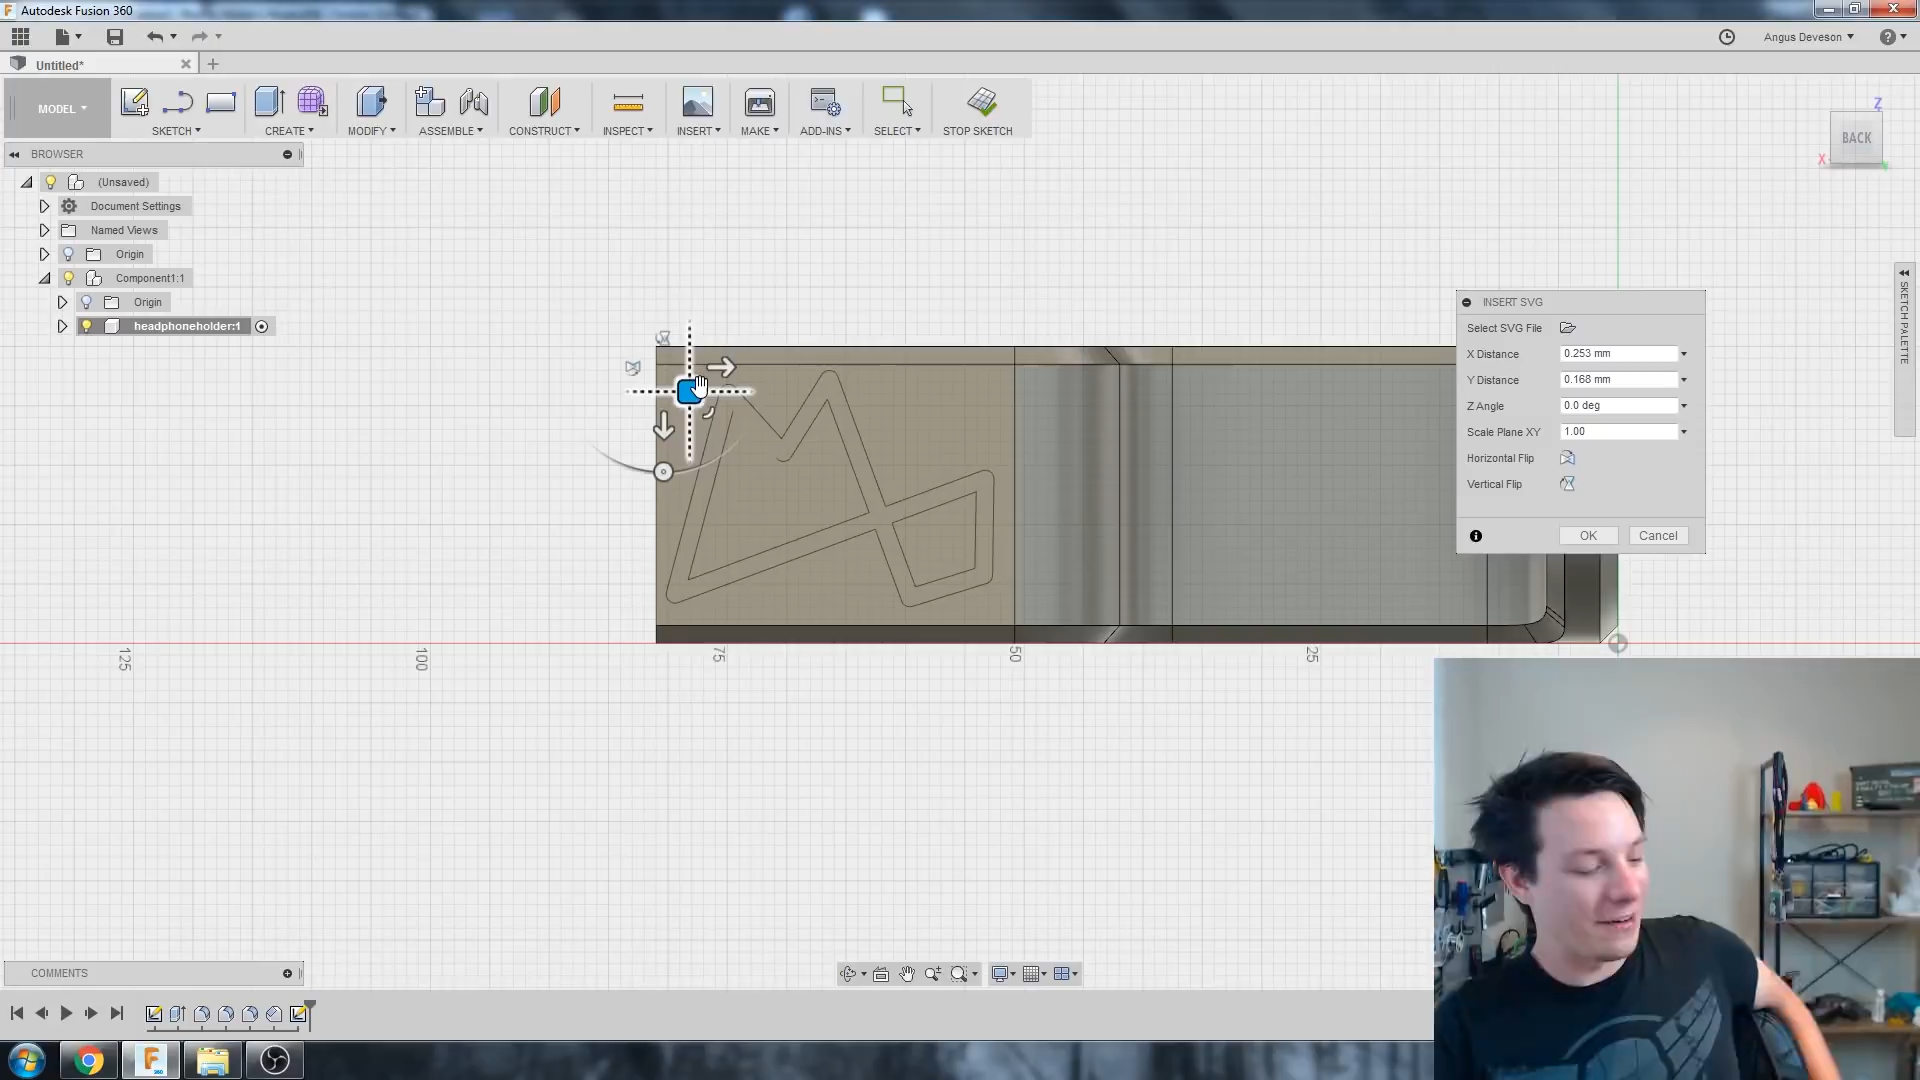 Autodesk Fusion 360
Angus Deveson
Untitled*
MODEL
SKETCH
CREATE
MODIFY
ASSEMBLE
CONSTRUCT
INSPECT
INSERT
MAKE
ADD-INS
SELECT
STOP SKETCH
Z
BACK
X
Y
BROWSER
(Unsaved)
Document Settings
Named Views
Origin
Component1:1
Origin
headphoneholder:1
SKETCH PALETTE
INSERT SVG
Select SVG File
X Distance 0.253 mm
Y Distance 0.168 mm
Z Angle 0.0 deg
Scale Plane XY 1.00
Horizontal Flip
Vertical Flip
OK Cancel
125 100 75 50 25
COMMENTS